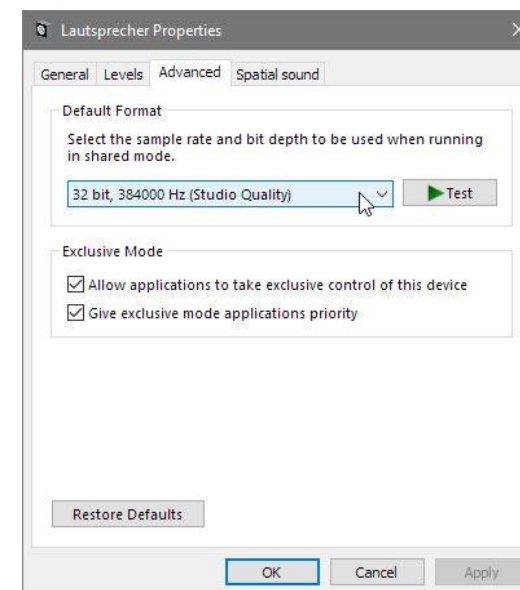 Lautsprecher Properties
General Levels Advanced Spatial sound
Default Format
Select the sample rate and bit depth to be used when running
in shared mode.
32 bit, 384000 Hz (Studio Quality)
Test
Exclusive Mode
Allow applications to take exclusive control of this device
Give exclusive mode applications priority
Restore Defaults
OK Cancel Apply